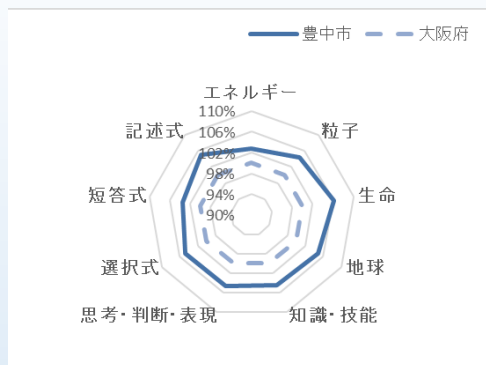 豊中市 大阪府
エネルギー
110%
記述式 106% 粒子
102%
短答式 98% 生命
94%
90%
選択式 地球
思考・判断・表現 知識・技能